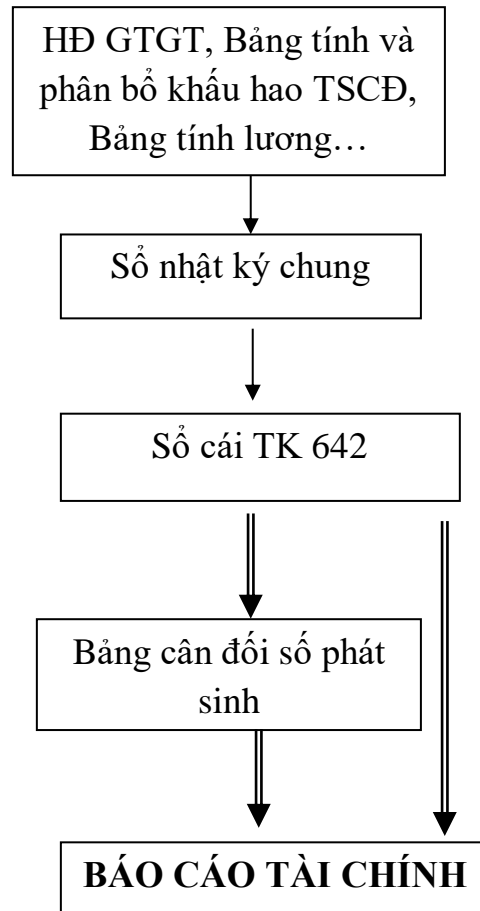 HĐ GTGT, Bảng tính và
phân bổ khấu hao TSCĐ,
Bảng tính lương…
Sổ nhật ký chung
Sổ cái TK 642
Bảng cân đối số phát
sinh
BÁO CÁO TÀI CHÍNH